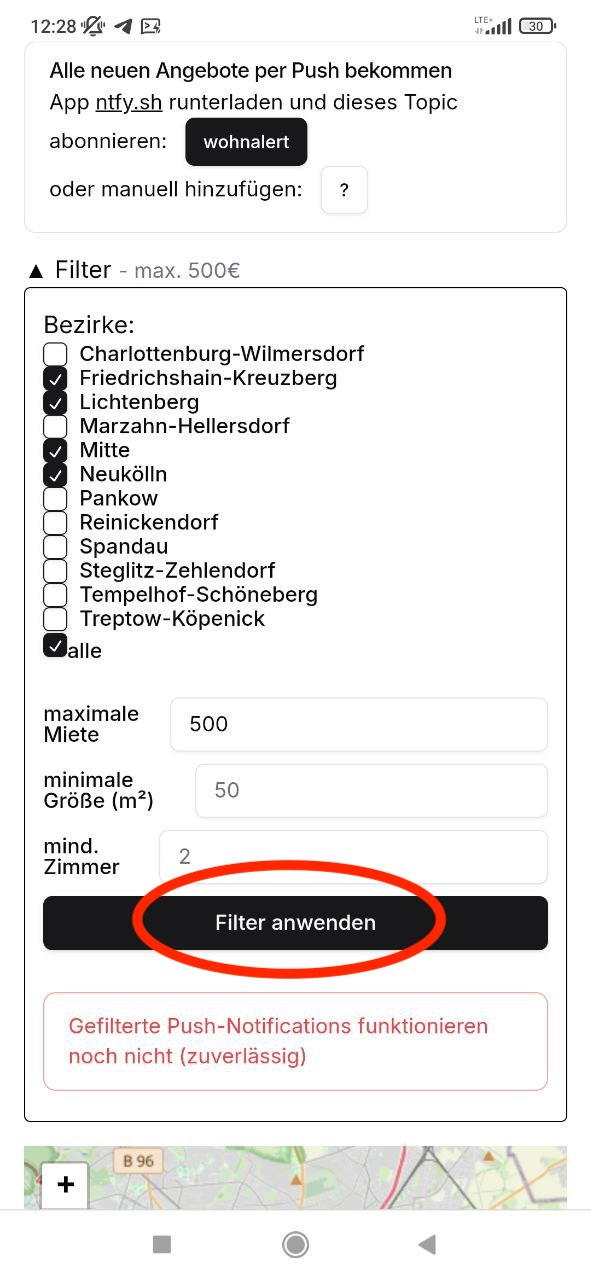 12:28
LTE+
30
Alle neuen Angebote per Push bekommen
App ntfy.sh runterladen und dieses Topic
abonnieren: wohnalert
oder manuell hinzufügen: ?
▲ Filter - max. 500€
Bezirke:
Charlottenburg-Wilmersdorf
Friedrichshain-Kreuzberg
Lichtenberg
Marzahn-Hellersdorf
Mitte
Neukölln
Pankow
Reinickendorf
Spandau
Steglitz-Zehlendorf
Tempelhof-Schöneberg
Treptow-Köpenick
alle
maximale
Miete
500
minimale
Größe (m²)
50
mind.
Zimmer
2
Filter anwenden
Gefilterte Push-Notifications funktionieren
noch nicht (zuverlässig)
B 96
+